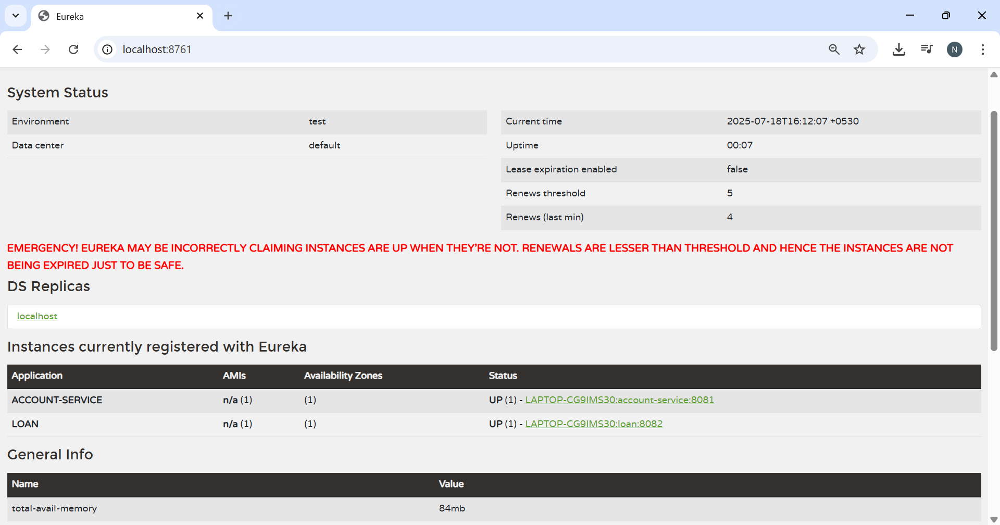 Eureka
localhost:8761
N
System Status
Environment test
Data center default
Current time 2025-07-18T16:12:07 +0530
Uptime 00:07
Lease expiration enabled false
Renews threshold 5
Renews (last min) 4
EMERGENCY! EUREKA MAY BE INCORRECTLY CLAIMING INSTANCES ARE UP WHEN THEY'RE NOT. RENEWALS ARE LESSER THAN THRESHOLD AND HENCE THE INSTANCES ARE NOT
BEING EXPIRED JUST TO BE SAFE.
DS Replicas
localhost
Instances currently registered with Eureka
Application AMIs Availability Zones Status
ACCOUNT-SERVICE n/a (1) (1) UP (1) - LAPTOP-CG9IMS30:account-service:8081
LOAN n/a (1) (1) UP (1) - LAPTOP-CG9IMS30:loan:8082
General Info
Name Value
total-avail-memory 84mb